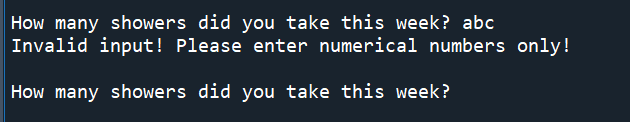 How many showers did you take this week? abc
Invalid input! Please enter numerical numbers only!
How many showers did you take this week?